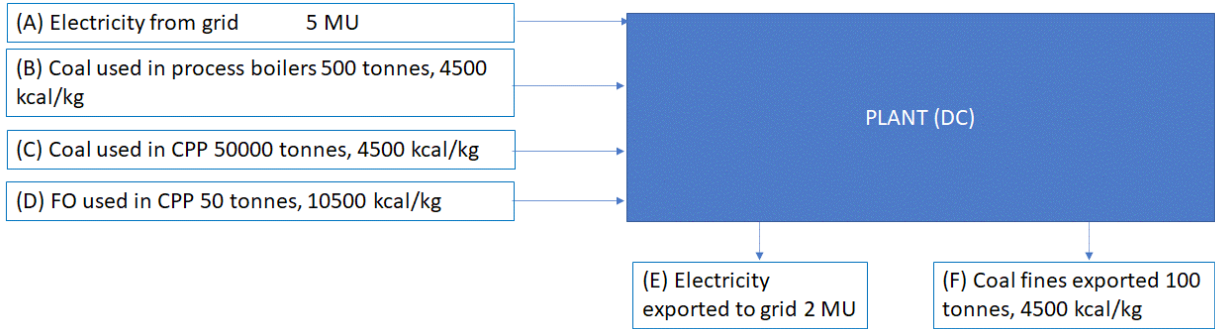 (A) Electricity from grid 5 MU
(B) Coal used in process boilers 500 tonnes, 4500
kcal/kg
PLANT (DC)
(C) Coal used in CPP 50000 tonnes, 4500 kcal/kg
(D) FO used in CPP 50 tonnes, 10500 kcal/kg
(E) Electricity
exported to grid 2 MU
(F) Coal fines exported 100
tonnes, 4500 kcal/kg